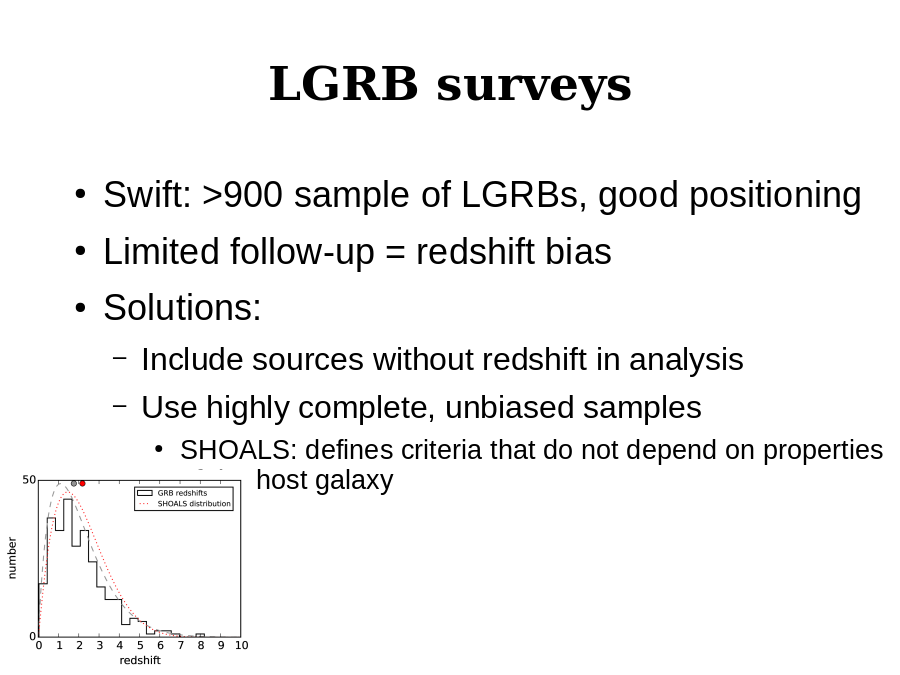 LGRB surveys
• Swift: >900 sample of LGRBs, good positioning
• Limited follow-up = redshift bias
• Solutions:
– Include sources without redshift in analysis
– Use highly complete, unbiased samples
• SHOALS: defines criteria that do not depend on properties
host galaxy
50
GRB redshifts
SHOALS distribution
number
0
0 1 2 3 4 5 6 7 8 9 10
redshift